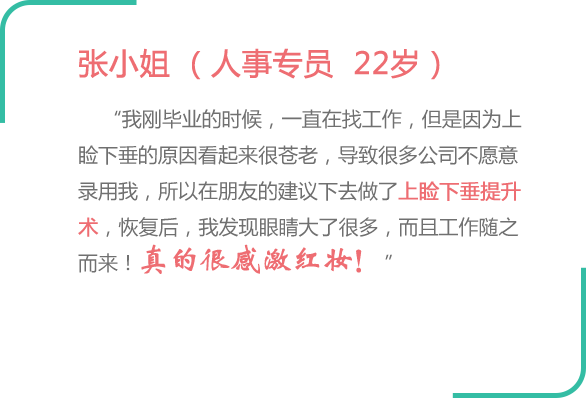 张小姐（人事专员 22岁）
“我刚毕业的时候，一直在找工作，但是因为上
睑下垂的原因看起来很苍老，导致很多公司不愿意
录用我，所以在朋友的建议下去做了上睑下垂提升
术，恢复后，我发现眼睛大了很多，而且工作随之
而来！真的很感激红妆！”